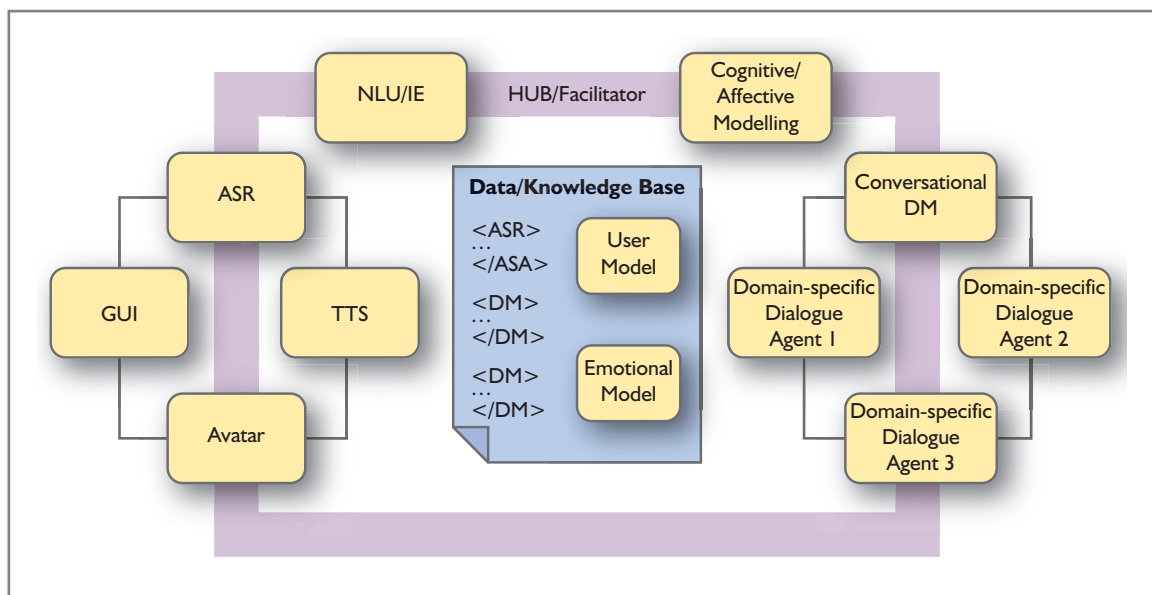 NLU/IE
HUB/Facilitator
Cognitive/
Affective
Modelling
ASR
GUI
TTS
Avatar
Data/Knowledge Base
<ASR>
...
</ASA>
<DM>
...
</DM>
<DM>
...
</DM>
User
Model
Emotional
Model
Conversational
DM
Domain-specific
Dialogue
Agent 1
Domain-specific
Dialogue
Agent 2
Domain-specific
Dialogue
Agent 3